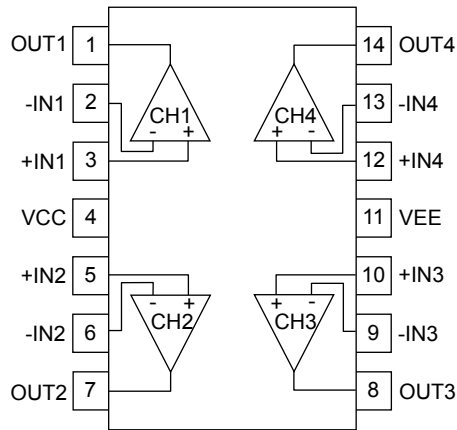 OUT1 1 14 OUT4
-IN1 2 CH1 CH4 13 -IN4
- + + -
+IN1 3 12 +IN4
VCC 4 11 VEE
+IN2 5 10 +IN3
- + + -
-IN2 6 CH2 CH3 9 -IN3
OUT2 7 8 OUT3